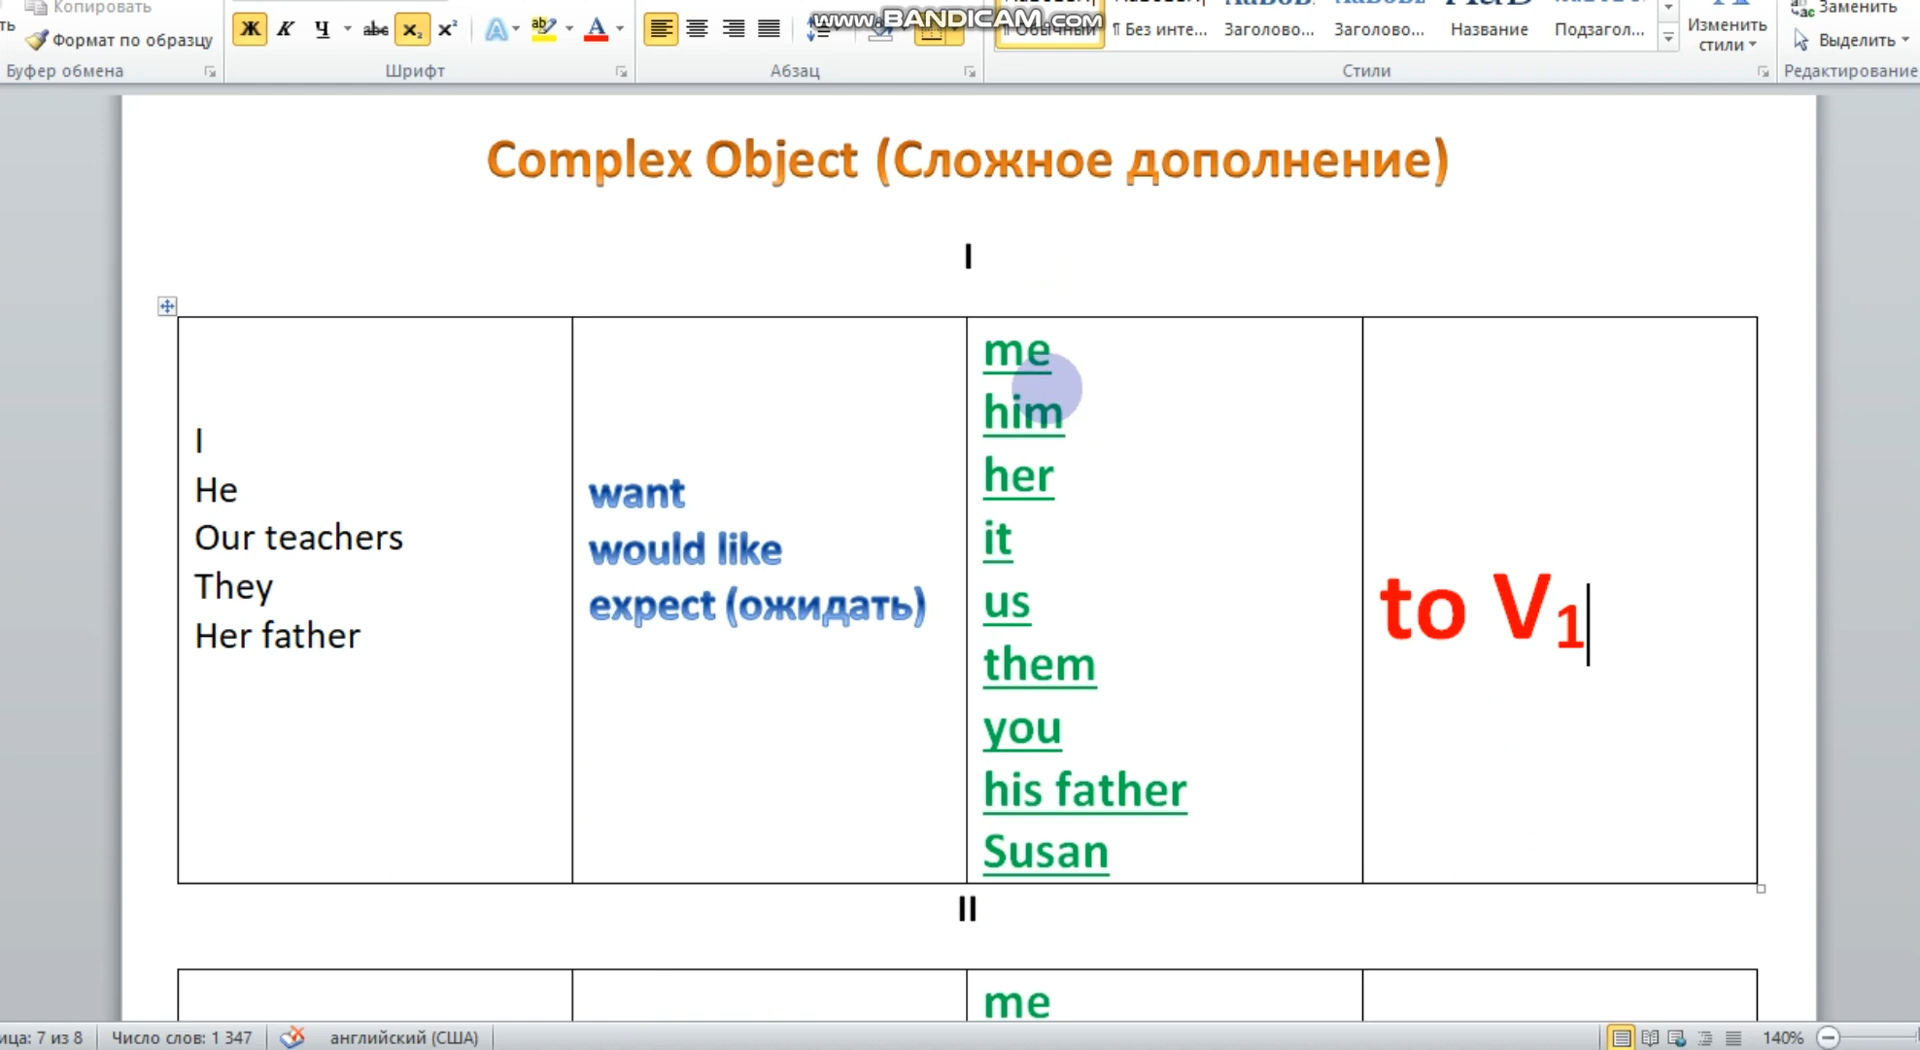 Копировать
Формат по образцу
Буфер обмена
Ж К Ч abc x₂ x²
Шрифт
Абзац
www.BANDICAM.com
¶ Обычный
¶ Без инте...
Заголово...
Заголово...
Название
Подзагол...
Стили
Изменить
стили
Заменить
Выделить
Редактирование
Complex Object (Сложное дополнение)
I
I
He
Our teachers
They
Her father
want
would like
expect (ожидать)
me
him
her
it
us
them
you
his father
Susan
to V₁
II
me
ица: 7 из 8
Число слов: 1 347
английский (США)
140%